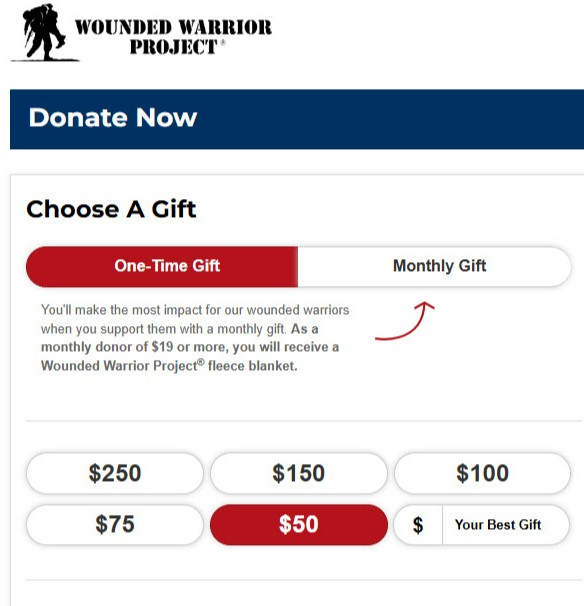 WOUNDED WARRIOR
PROJECT®
Donate Now
Choose A Gift
One-Time Gift
Monthly Gift
You'll make the most impact for our wounded warriors
when you support them with a monthly gift. As a
monthly donor of $19 or more, you will receive a
Wounded Warrior Project® fleece blanket.
$250
$150
$100
$75
$50
$ Your Best Gift